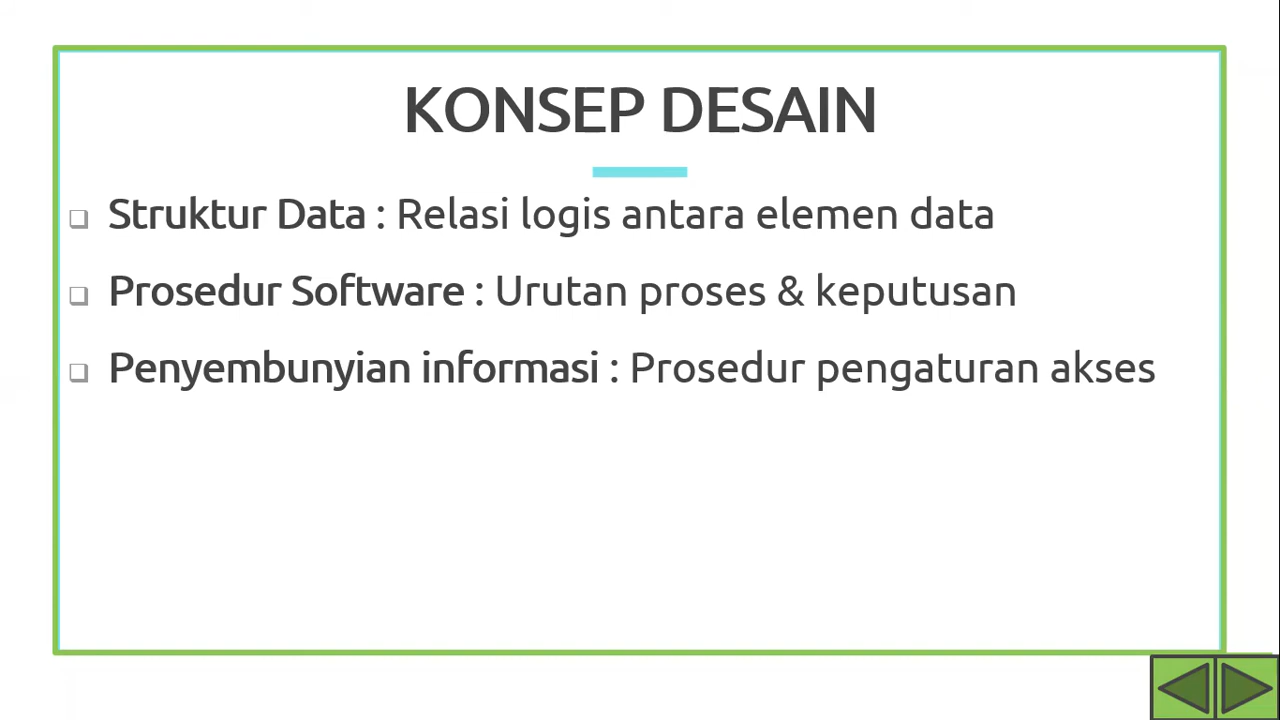 KONSEP DESAIN
Struktur Data : Relasi logis antara elemen data
Prosedur Software : Urutan proses & keputusan
Penyembunyian informasi : Prosedur pengaturan akses